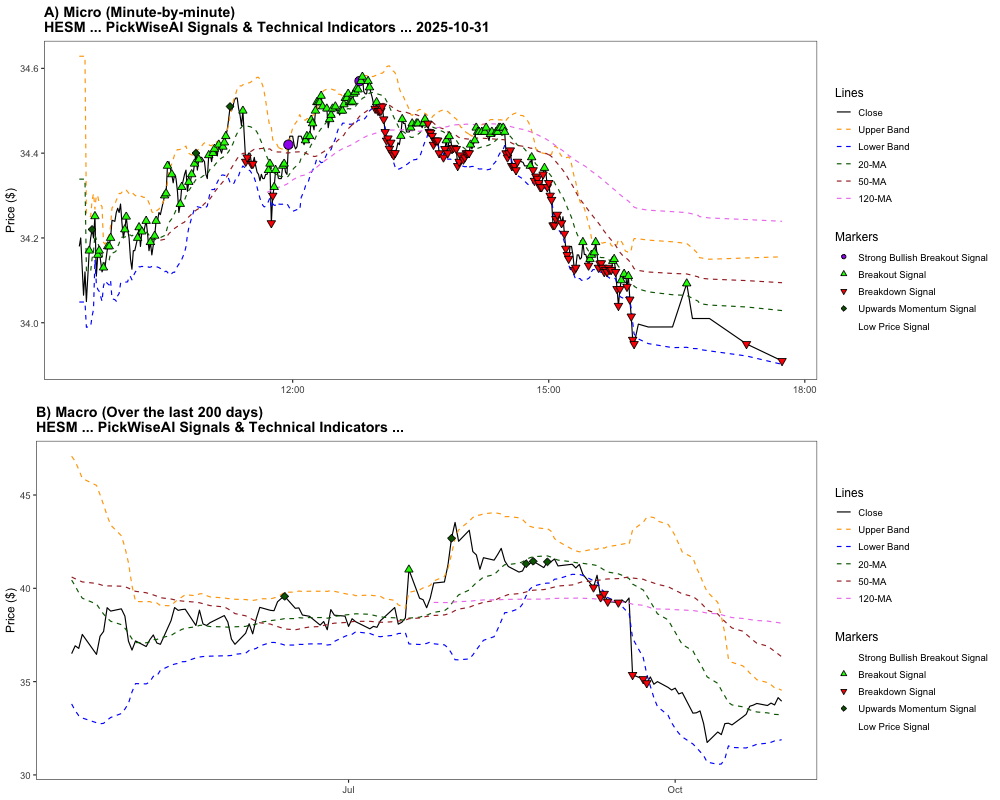 A) Micro (Minute-by-minute)
HESM ... PickWiseAI Signals & Technical Indicators ... 2025-10-31
Price ($)
34.6
34.4
34.2
34.0
12:00
15:00
18:00
Lines
Close
Upper Band
Lower Band
20-MA
50-MA
120-MA
Markers
Strong Bullish Breakout Signal
Breakout Signal
Breakdown Signal
Upwards Momentum Signal
Low Price Signal
B) Macro (Over the last 200 days)
HESM ... PickWiseAI Signals & Technical Indicators ...
Price ($)
45
40
35
30
Jul
Oct
Lines
Close
Upper Band
Lower Band
20-MA
50-MA
120-MA
Markers
Strong Bullish Breakout Signal
Breakout Signal
Breakdown Signal
Upwards Momentum Signal
Low Price Signal